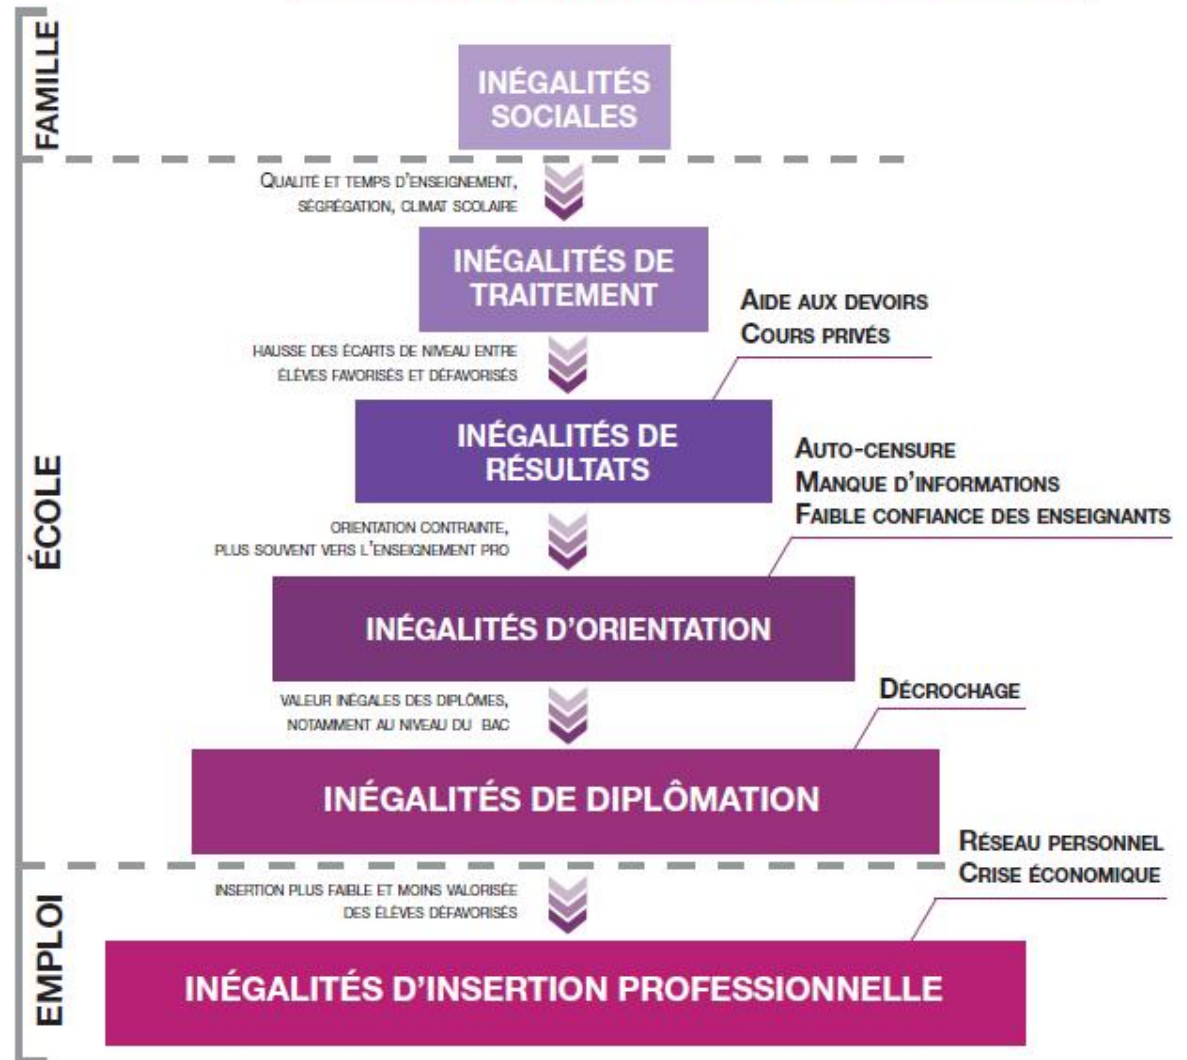 FAMILLE
INÉGALITÉS
SOCIALES
QUALITÉ ET TEMPS D'ENSEIGNEMENT,
SÉGRÉGATION, CLIMAT SCOLAIRE
ÉCOLE
INÉGALITÉS DE
TRAITEMENT
AIDE AUX DEVOIRS
COURS PRIVÉS
HAUSSE DES ÉCARTS DE NIVEAU ENTRE
ÉLÈVES FAVORISÉS ET DÉFAVORISÉS
INÉGALITÉS DE
RÉSULTATS
AUTO-CENSURE
MANQUE D'INFORMATIONS
FAIBLE CONFIANCE DES ENSEIGNANTS
ORIENTATION CONTRAINTE,
PLUS SOUVENT VERS L'ENSEIGNEMENT PRO
INÉGALITÉS D'ORIENTATION
DÉCROCHAGE
VALEUR INÉGALES DES DIPLÔMES,
NOTAMMENT AU NIVEAU DU BAC
INÉGALITÉS DE DIPLÔMATION
RÉSEAU PERSONNEL
CRISE ÉCONOMIQUE
EMPLOI
INSERTION PLUS FAIBLE ET MOINS VALORISÉE
DES ÉLÈVES DÉFAVORISÉS
INÉGALITÉS D'INSERTION PROFESSIONNELLE